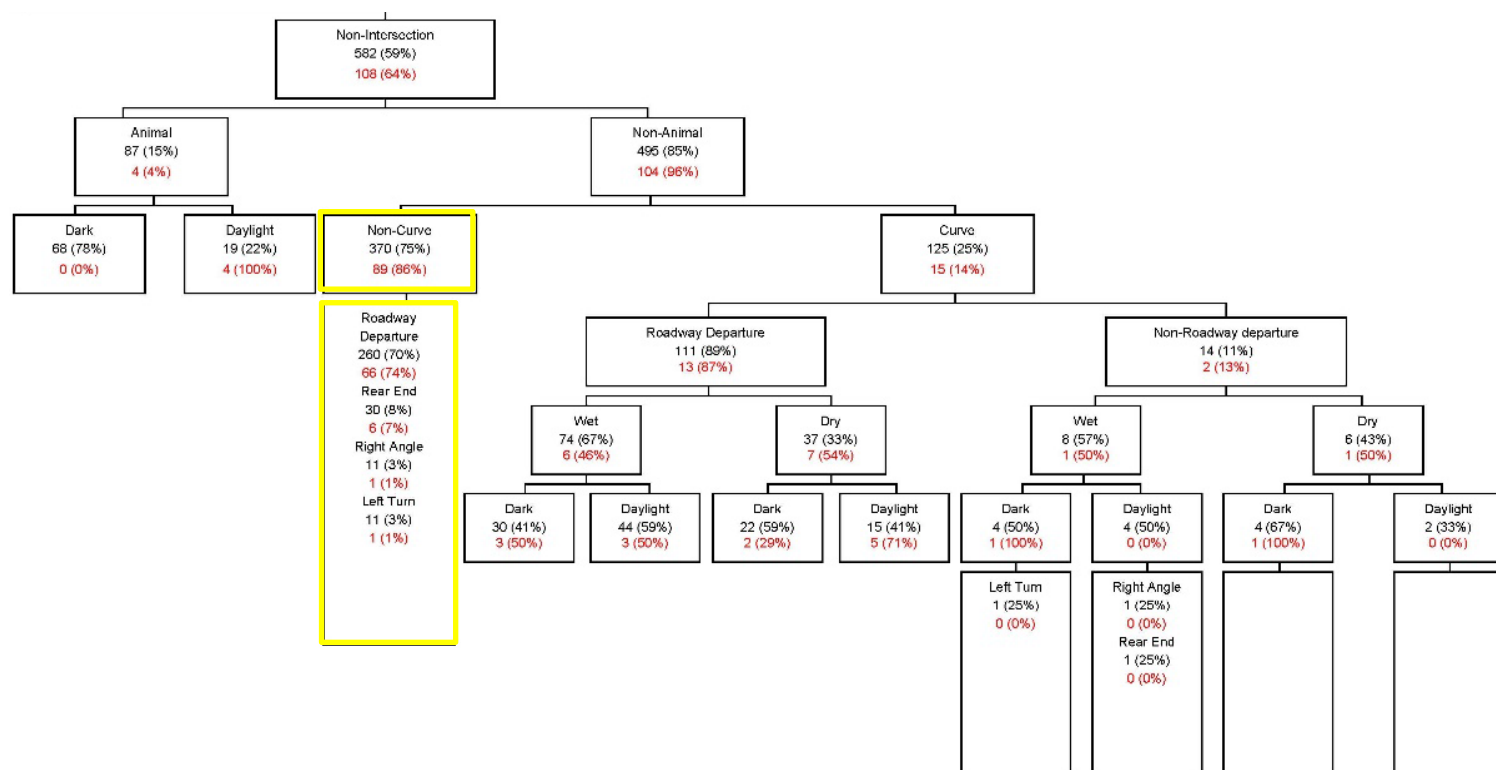 Non-Intersection
582 (59%)
108 (64%)
Animal
87 (15%)
4 (4%)
Non-Animal
495 (85%)
104 (96%)
Dark
68 (78%)
0 (0%)
Daylight
19 (22%)
4 (100%)
Non-Curve
370 (75%)
89 (86%)
Curve
125 (25%)
15 (14%)
Roadway
Departure
260 (70%)
66 (74%)
Rear End
30 (8%)
6 (7%)
Right Angle
11 (3%)
1 (1%)
Left Turn
11 (3%)
1 (1%)
Roadway Departure
111 (89%)
13 (87%)
Non-Roadway departure
14 (11%)
2 (13%)
Wet
74 (67%)
6 (46%)
Dry
37 (33%)
7 (54%)
Wet
8 (57%)
1 (50%)
Dry
6 (43%)
1 (50%)
Dark
30 (41%)
3 (50%)
Daylight
44 (59%)
3 (50%)
Dark
22 (59%)
2 (29%)
Daylight
15 (41%)
5 (71%)
Dark
4 (50%)
1 (100%)
Daylight
4 (50%)
0 (0%)
Dark
4 (67%)
1 (100%)
Daylight
2 (33%)
0 (0%)
Left Turn
1 (25%)
0 (0%)
Right Angle
1 (25%)
0 (0%)
Rear End
1 (25%)
0 (0%)